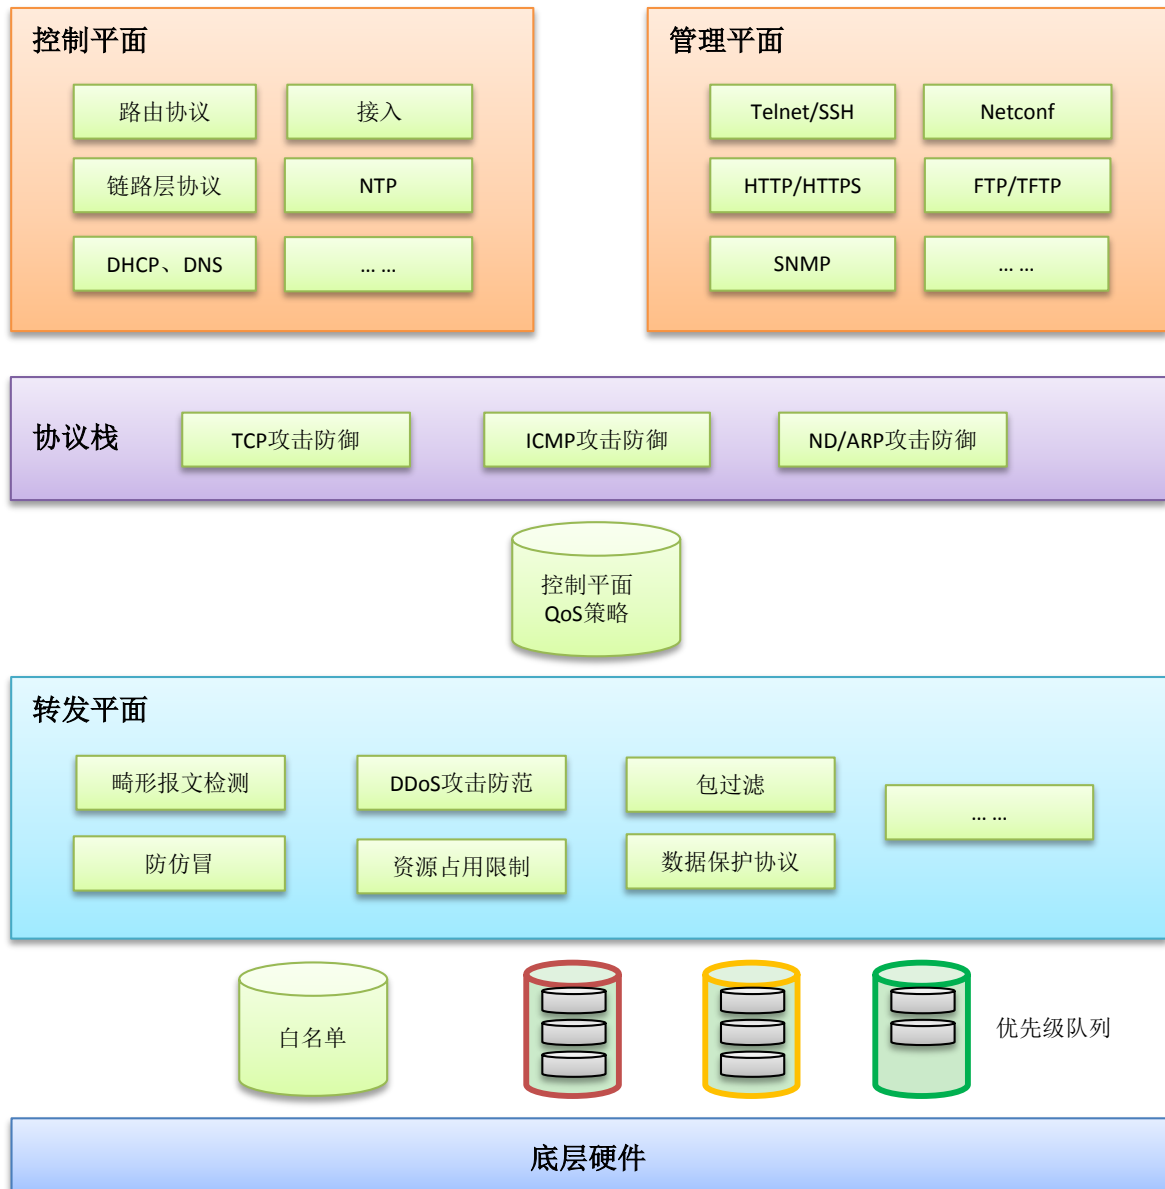 控制平面
路由协议
接入
链路层协议
NTP
DHCP、DNS
... ...
管理平面
Telnet/SSH
Netconf
HTTP/HTTPS
FTP/TFTP
SNMP
... ...
协议栈
TCP攻击防御
ICMP攻击防御
ND/ARP攻击防御
控制平面
QoS策略
转发平面
畸形报文检测
DDoS攻击防范
包过滤
... ...
防仿冒
资源占用限制
数据保护协议
白名单
优先级队列
底层硬件